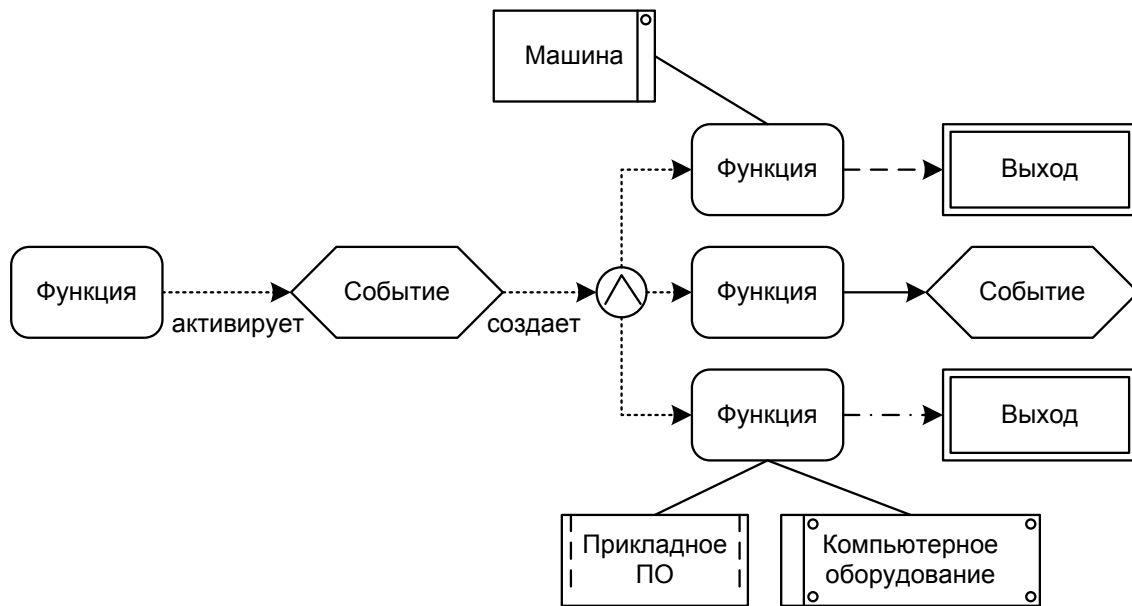 Машина
Функция
Выход
Функция
Событие
Функция
Событие
активирует
создает
Функция
Выход
Прикладное
ПО
Компьютерное
оборудование